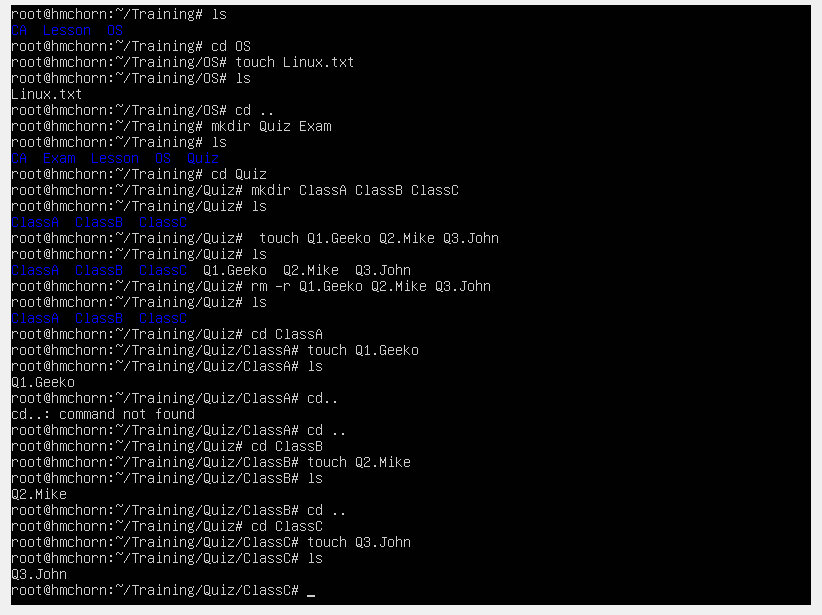 root@hmchorn:~/Training# ls
CA  Lesson  OS
root@hmchorn:~/Training# cd OS
root@hmchorn:~/Training/OS# touch Linux.txt
root@hmchorn:~/Training/OS# ls
Linux.txt
root@hmchorn:~/Training/OS# cd ..
root@hmchorn:~/Training# mkdir Quiz Exam
root@hmchorn:~/Training# ls
CA  Exam  Lesson  OS  Quiz
root@hmchorn:~/Training# cd Quiz
root@hmchorn:~/Training/Quiz# mkdir ClassA ClassB ClassC
root@hmchorn:~/Training/Quiz# ls
ClassA  ClassB  ClassC
root@hmchorn:~/Training/Quiz#  touch Q1.Geeko Q2.Mike Q3.John
root@hmchorn:~/Training/Quiz# ls
ClassA  ClassB  ClassC  Q1.Geeko  Q2.Mike  Q3.John
root@hmchorn:~/Training/Quiz# rm -r Q1.Geeko Q2.Mike Q3.John
root@hmchorn:~/Training/Quiz# ls
ClassA  ClassB  ClassC
root@hmchorn:~/Training/Quiz# cd ClassA
root@hmchorn:~/Training/Quiz/ClassA# touch Q1.Geeko
root@hmchorn:~/Training/Quiz/ClassA# ls
Q1.Geeko
root@hmchorn:~/Training/Quiz/ClassA# cd..
cd..: command not found
root@hmchorn:~/Training/Quiz/ClassA# cd ..
root@hmchorn:~/Training/Quiz# cd ClassB
root@hmchorn:~/Training/Quiz/ClassB# touch Q2.Mike
root@hmchorn:~/Training/Quiz/ClassB# ls
Q2.Mike
root@hmchorn:~/Training/Quiz/ClassB# cd ..
root@hmchorn:~/Training/Quiz# cd ClassC
root@hmchorn:~/Training/Quiz/ClassC# touch Q3.John
root@hmchorn:~/Training/Quiz/ClassC# ls
Q3.John
root@hmchorn:~/Training/Quiz/ClassC# _